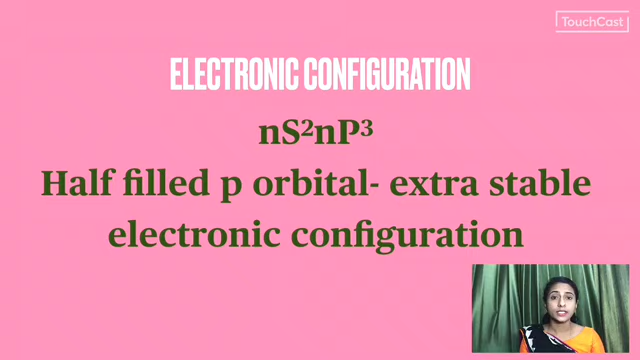 TouchCast
ELECTRONIC CONFIGURATION
nS²nP³
Half filled p orbital- extra stable
electronic configuration